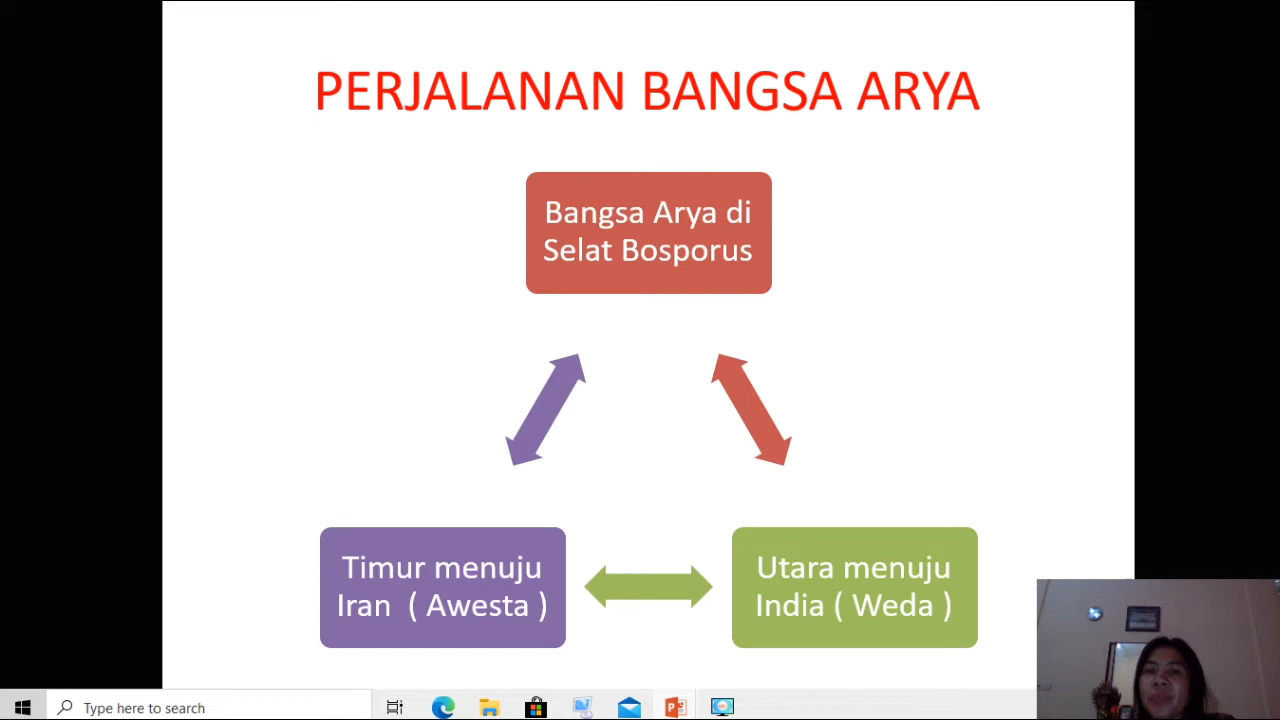 PERJALANAN BANGSA ARYA
Bangsa Arya di
Selat Bosporus
Timur menuju
Iran ( Awesta )
Utara menuju
India ( Weda )
Type here to search